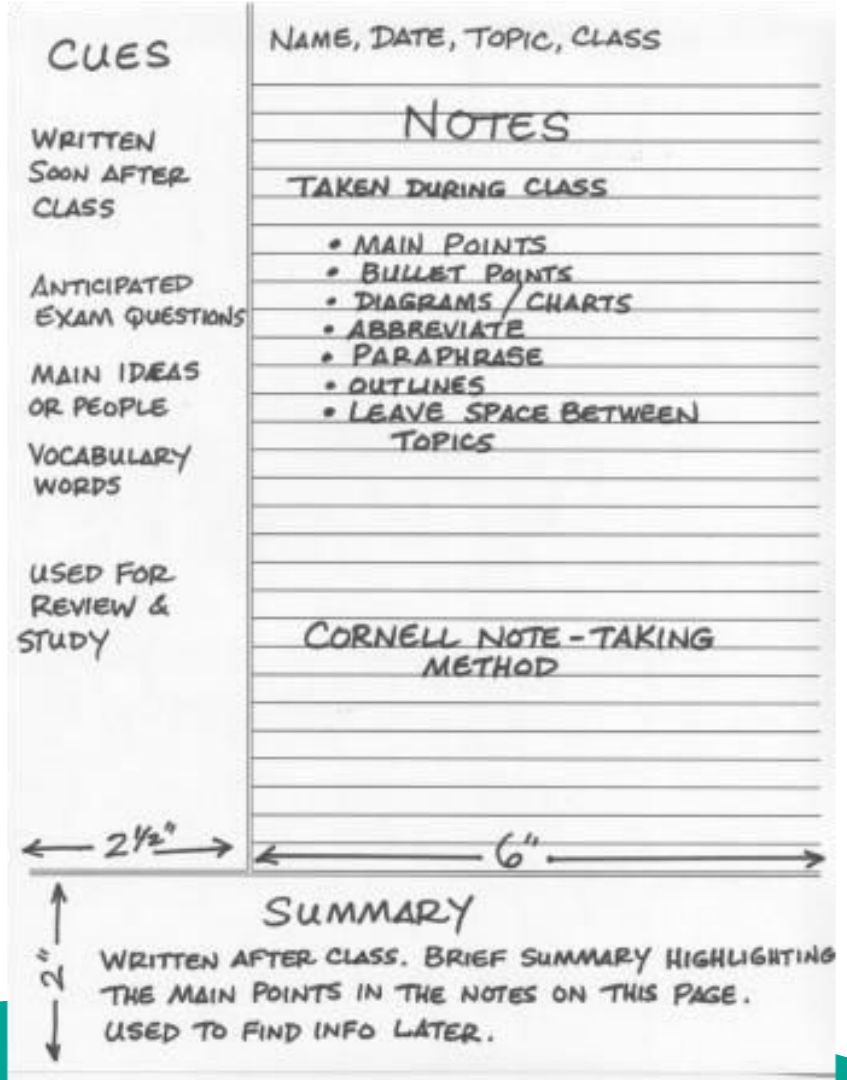 CUES
WRITTEN
SOON AFTER
CLASS
ANTICIPATED
EXAM QUESTIONS
MAIN IDEAS
OR PEOPLE
VOCABULARY
WORDS
USED FOR
REVIEW &
STUDY
2 1/2"
NAME, DATE, TOPIC, CLASS
NOTES
TAKEN DURING CLASS
• MAIN POINTS
• BULLET POINTS
• DIAGRAMS / CHARTS
• ABBREVIATE
• PARAPHRASE
• OUTLINES
• LEAVE SPACE BETWEEN
TOPICS
CORNELL NOTE-TAKING
METHOD
6"
2"
SUMMARY
WRITTEN AFTER CLASS. BRIEF SUMMARY HIGHLIGHTING
THE MAIN POINTS IN THE NOTES ON THIS PAGE.
USED TO FIND INFO LATER.